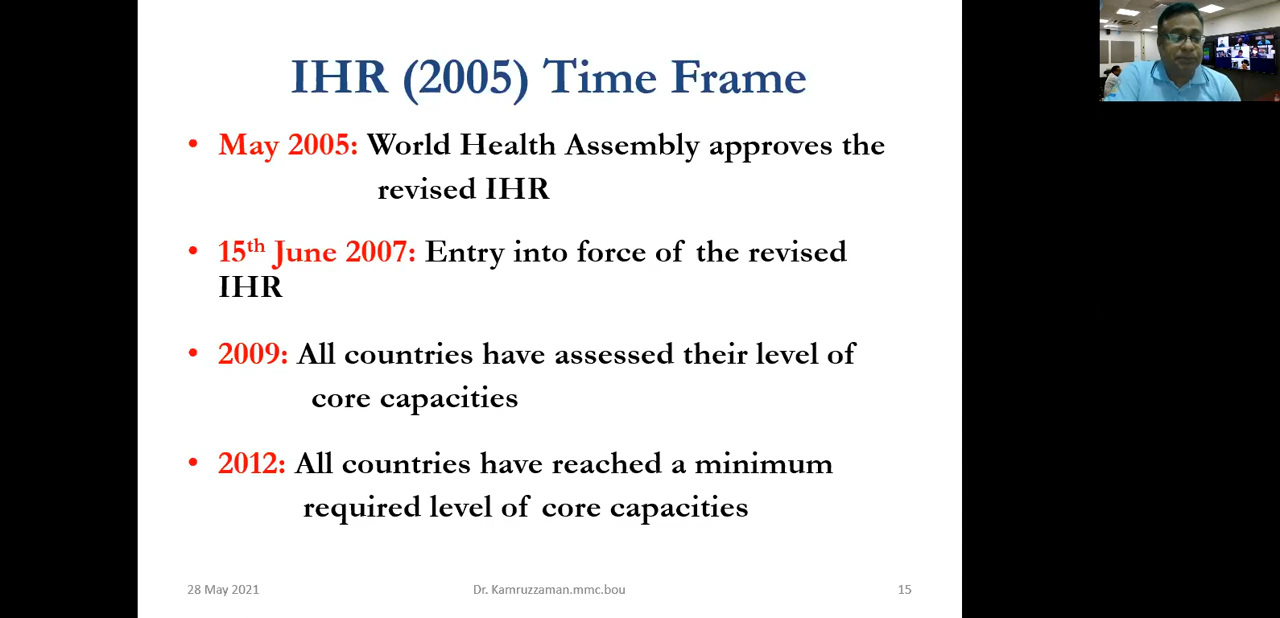 IHR (2005) Time Frame
• May 2005: World Health Assembly approves the
revised IHR
• 15th June 2007: Entry into force of the revised
IHR
• 2009: All countries have assessed their level of
core capacities
• 2012: All countries have reached a minimum
required level of core capacities
28 May 2021
Dr. Kamruzzaman.mmc.bou
15